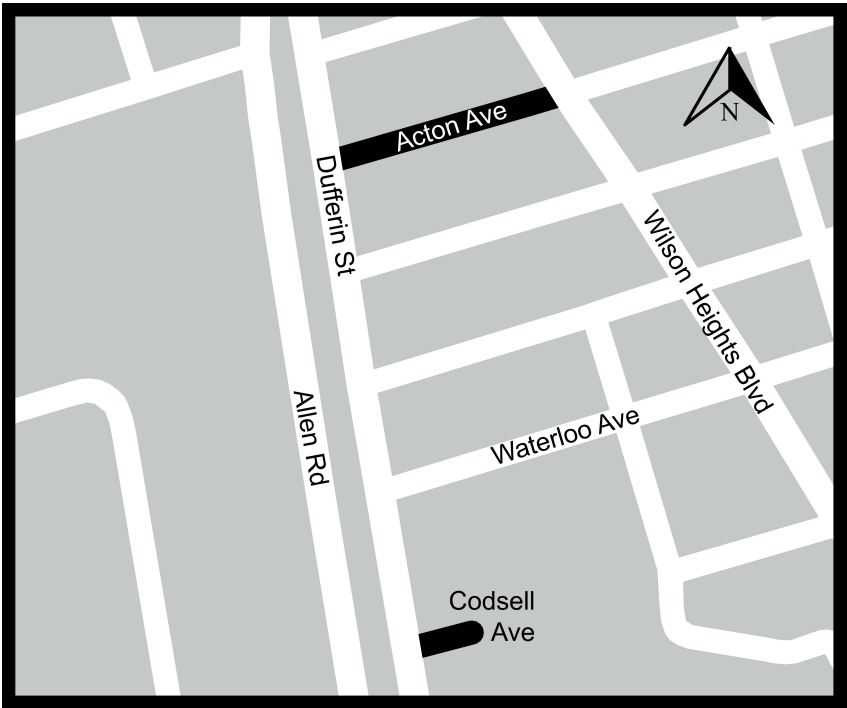 Acton Ave
N
Dufferin St
Wilson Heights Blvd
Allen Rd
Waterloo Ave
Codsell
Ave